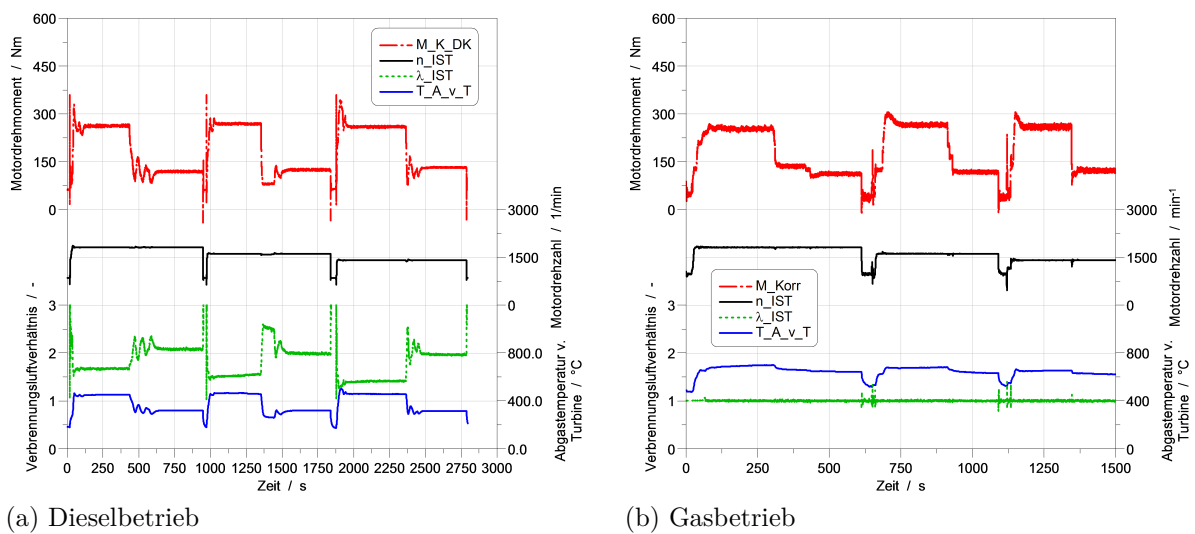 600
450
300
150
0
Motordrehmoment / Nm
M_K_DK
n_IST
λ_IST
T_A_v_T
3000
1500
0
Motordrehzahl / 1/min
3
2
1
0
Verbrennungsluftverhältnis / -
800.0
400.0
0.0
Abgastemperatur v.
Turbine / °C
0 250 500 750 1000 1250 1500 1750 2000 2250 2500 2750 3000
Zeit / s
(a) Dieselbetrieb
600
450
300
150
0
Motordrehmoment / Nm
3000
1500
0
Motordrehzahl / min-1
M_Korr
n_IST
λ_IST
T_A_v_T
3
2
1
0
Verbrennungsluftverhältnis / -
800
400
0.0
Abgastemperatur v.
Turbine / °C
0 250 500 750 1000 1250 1500
Zeit / s
(b) Gasbetrieb